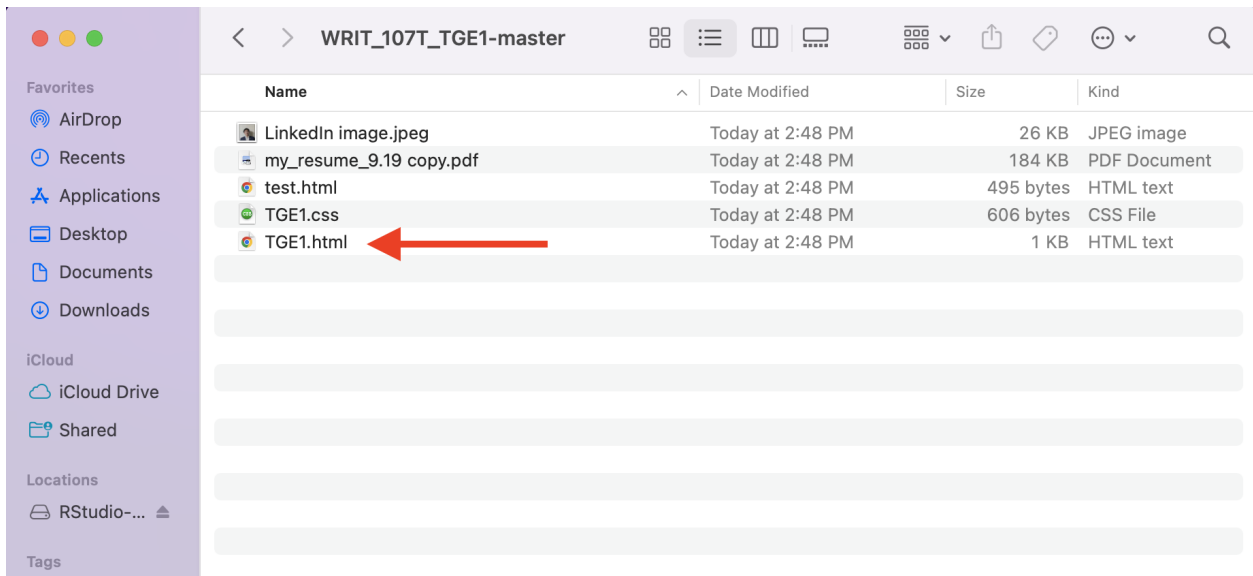 WRIT_107T_TGE1-master
Favorites
AirDrop
Recents
Applications
Desktop
Documents
Downloads
iCloud
iCloud Drive
Shared
Locations
RStudio-...
Tags
Name Date Modified Size Kind
LinkedIn image.jpeg Today at 2:48 PM 26 KB JPEG image
my_resume_9.19 copy.pdf Today at 2:48 PM 184 KB PDF Document
test.html Today at 2:48 PM 495 bytes HTML text
TGE1.css Today at 2:48 PM 606 bytes CSS File
TGE1.html Today at 2:48 PM 1 KB HTML text